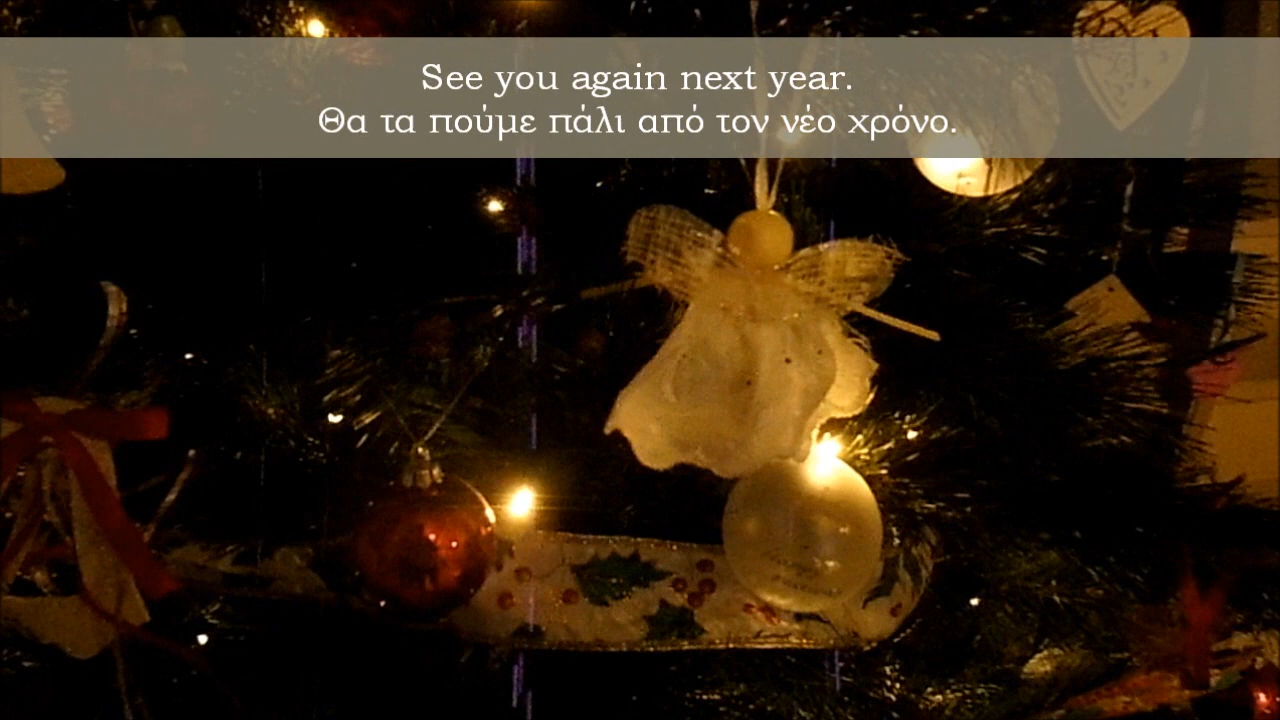 See you again next year.
Θα τα πούμε πάλι από τον νέο χρόνο.